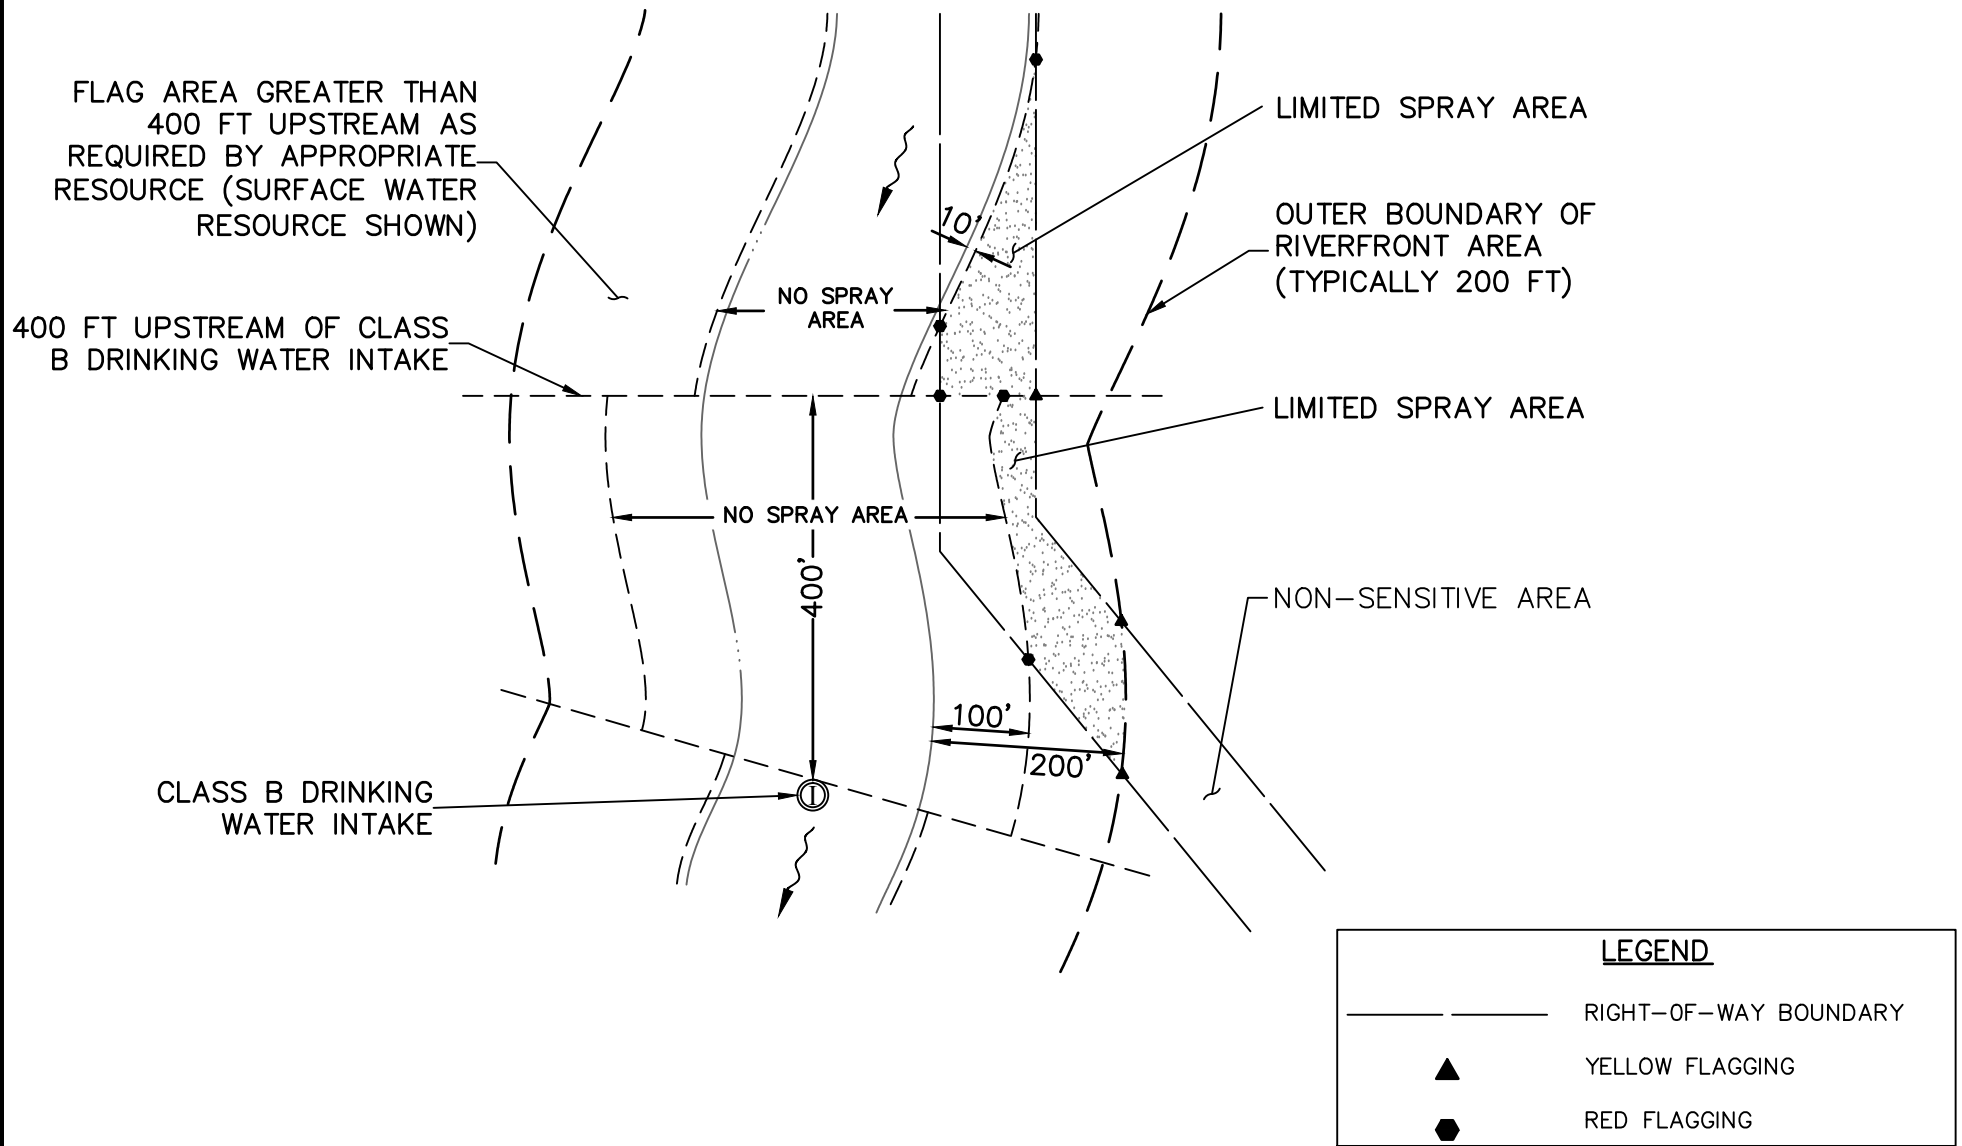 FLAG AREA GREATER THAN
400 FT UPSTREAM AS
REQUIRED BY APPROPRIATE
RESOURCE (SURFACE WATER
RESOURCE SHOWN)
LIMITED SPRAY AREA
10'
OUTER BOUNDARY OF
RIVERFRONT AREA
(TYPICALLY 200 FT)
NO SPRAY
AREA
400 FT UPSTREAM OF CLASS
B DRINKING WATER INTAKE
LIMITED SPRAY AREA
NO SPRAY AREA
400'
NON-SENSITIVE AREA
100'
200'
CLASS B DRINKING
WATER INTAKE
I
LEGEND
RIGHT-OF-WAY BOUNDARY
YELLOW FLAGGING
RED FLAGGING